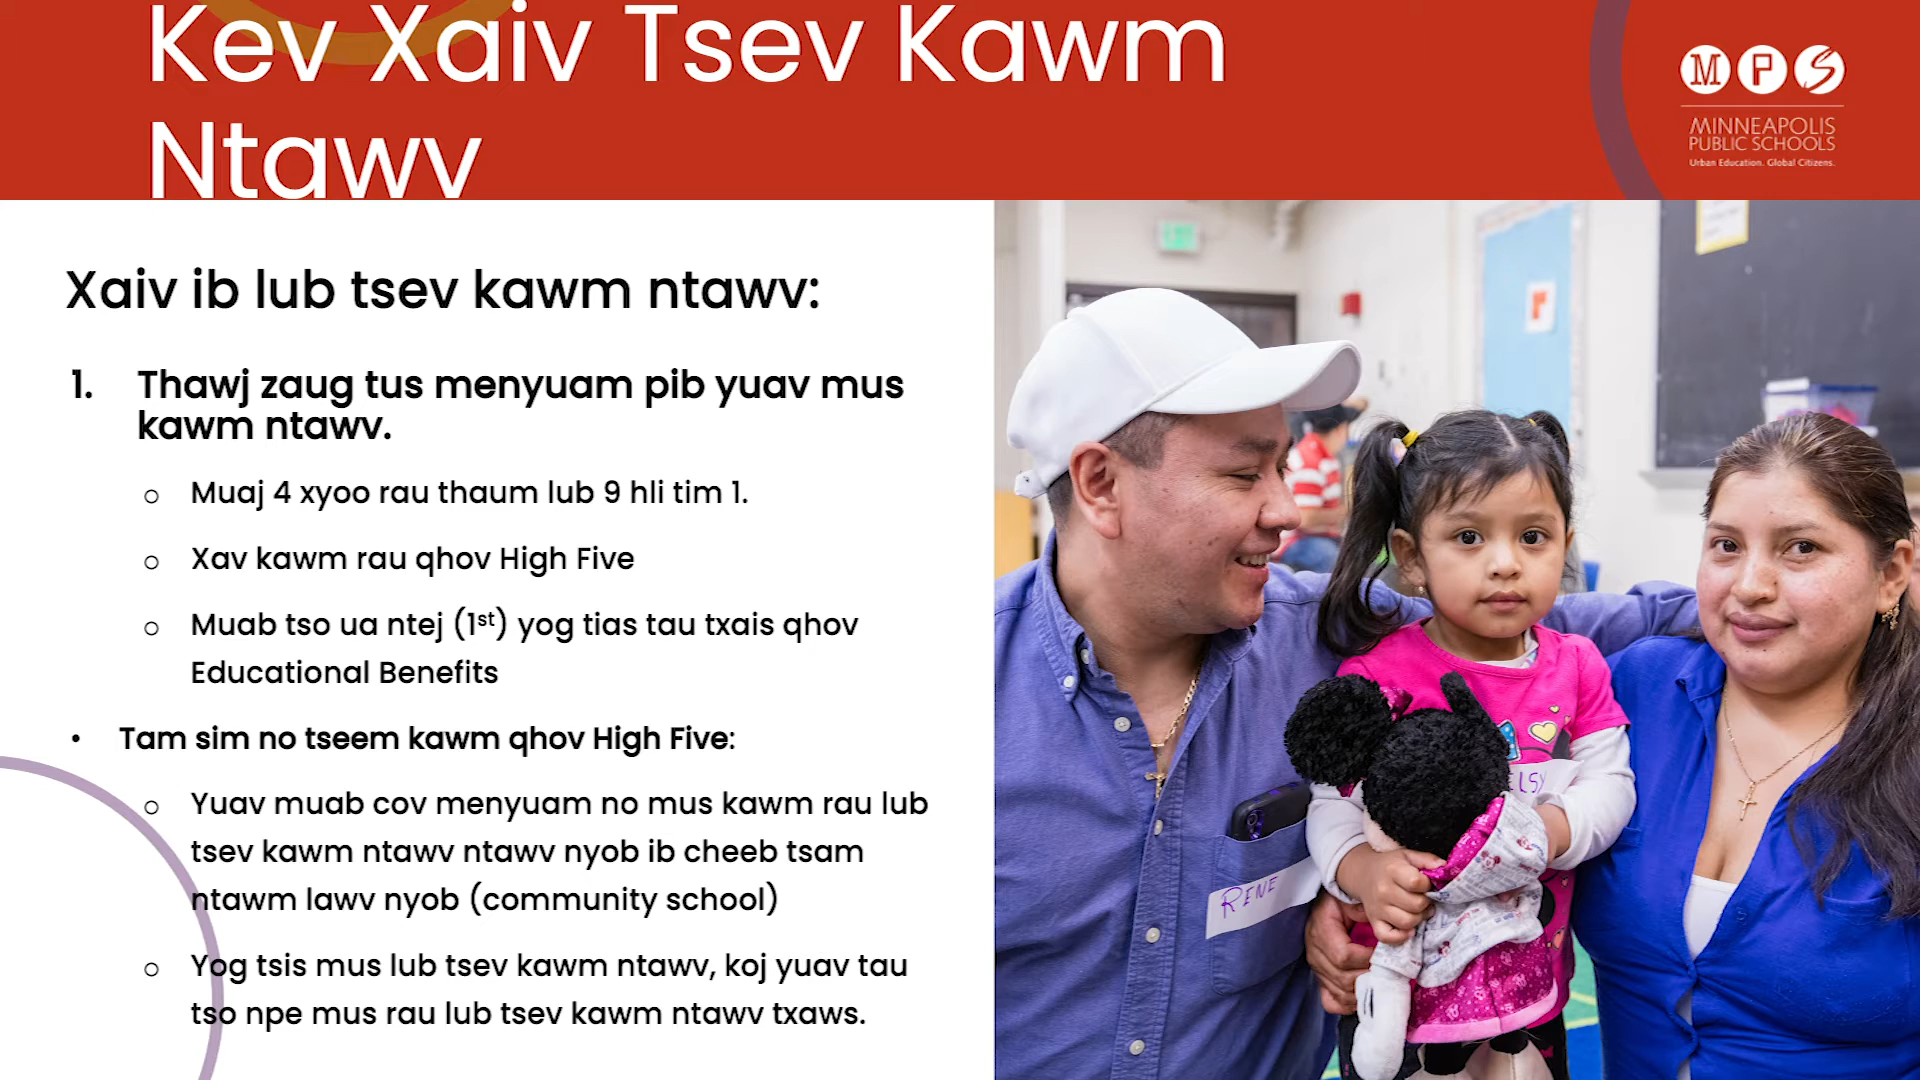 Kev Xaiv Tsev Kawm
Ntawv
M P S
MINNEAPOLIS
PUBLIC SCHOOLS
Urban Education. Global Citizens.
Xaiv ib lub tsev kawm ntawv:
1. Thawj zaug tus menyuam pib yuav mus
kawm ntawv.
o Muaj 4 xyoo rau thaum lub 9 hli tim 1.
o Xav kawm rau qhov High Five
o Muab tso ua ntej (1st) yog tias tau txais qhov
Educational Benefits
• Tam sim no tseem kawm qhov High Five:
o Yuav muab cov menyuam no mus kawm rau lub
tsev kawm ntawv ntawv nyob ib cheeb tsam
ntawm lawv nyob (community school)
o Yog tsis mus lub tsev kawm ntawv, koj yuav tau
tso npe mus rau lub tsev kawm ntawv txaws.
RENE